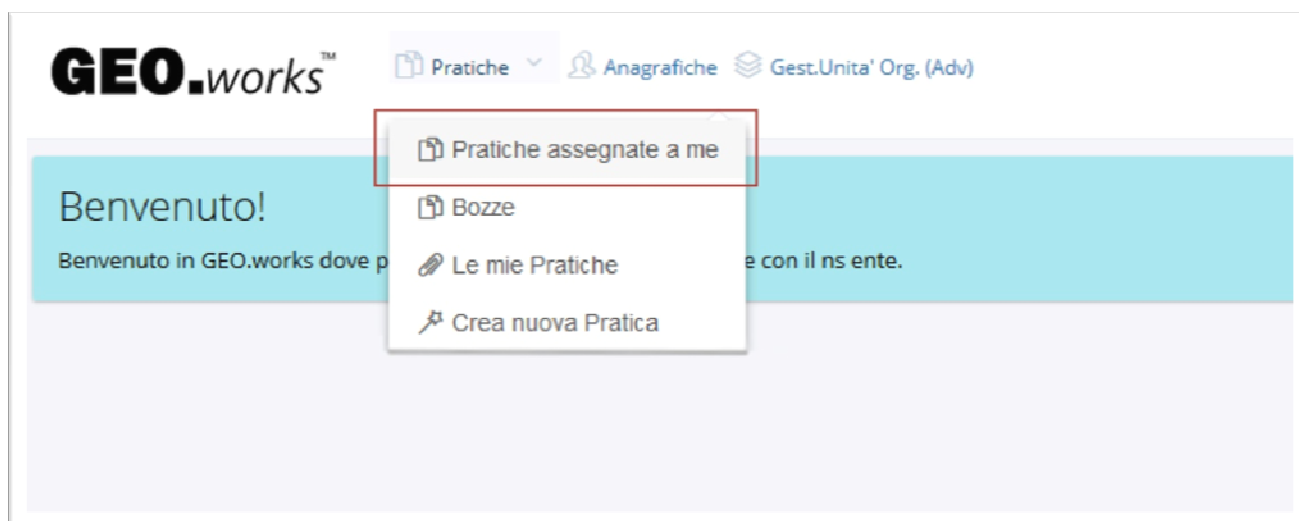 GEO.works™
Pratiche Anagrafiche Gest.Unita' Org. (Adv)
Pratiche assegnate a me
Benvenuto!
Bozze
Benvenuto in GEO.works dove p
Le mie Pratiche
e con il ns ente.
Crea nuova Pratica